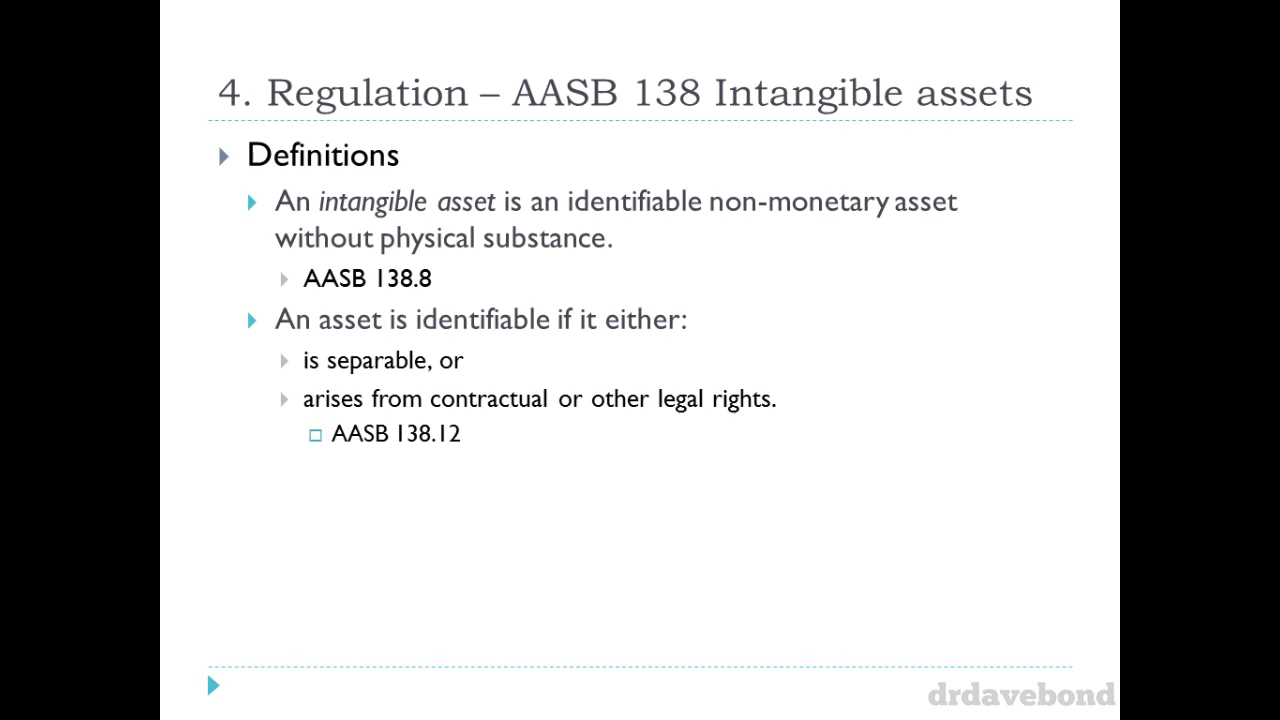 4. Regulation – AASB 138 Intangible assets
Definitions
An intangible asset is an identifiable non-monetary asset
without physical substance.
AASB 138.8
An asset is identifiable if it either:
is separable, or
arises from contractual or other legal rights.
AASB 138.12
drdavebond